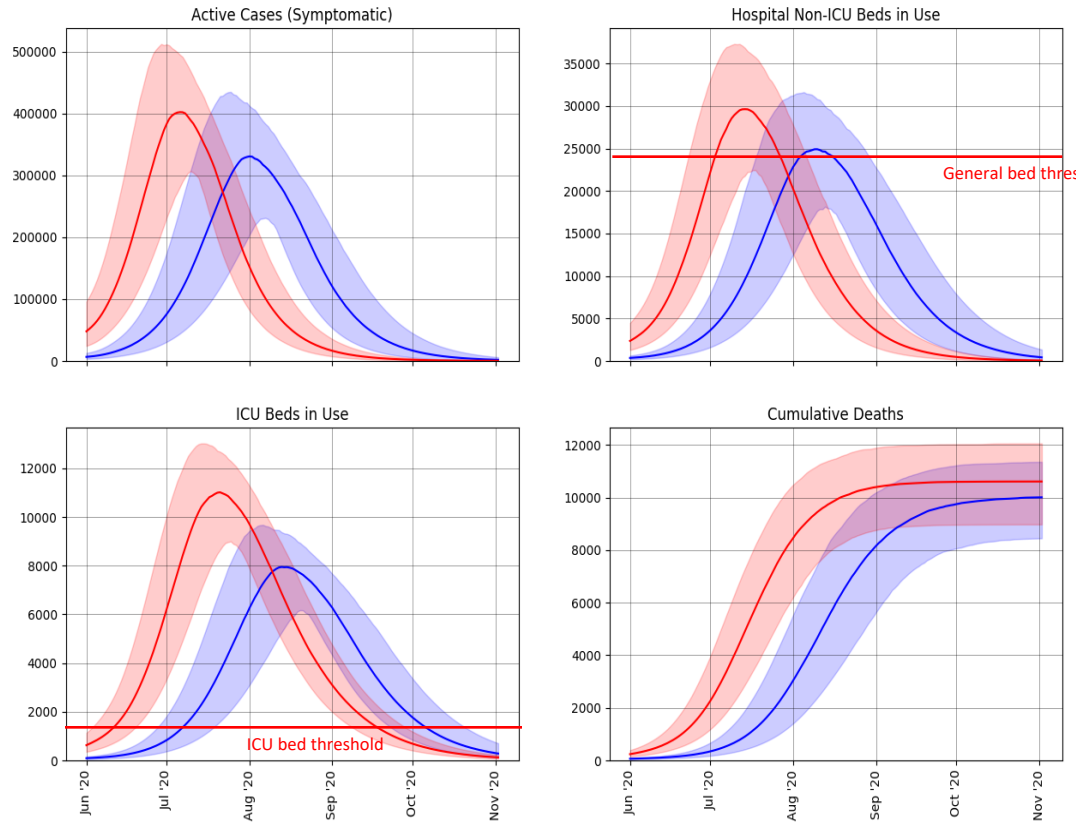 Active Cases (Symptomatic)
500000
400000
300000
200000
100000
0
Hospital Non-ICU Beds in Use
35000
30000
25000
20000
15000
10000
5000
0
General bed thres
ICU Beds in Use
12000
10000
8000
6000
4000
2000
0
ICU bed threshold
Jun '20
Jul '20
Aug '20
Sep '20
Oct '20
Nov '20
Cumulative Deaths
12000
10000
8000
6000
4000
2000
0
Jun '20
Jul '20
Aug '20
Sep '20
Oct '20
Nov '20